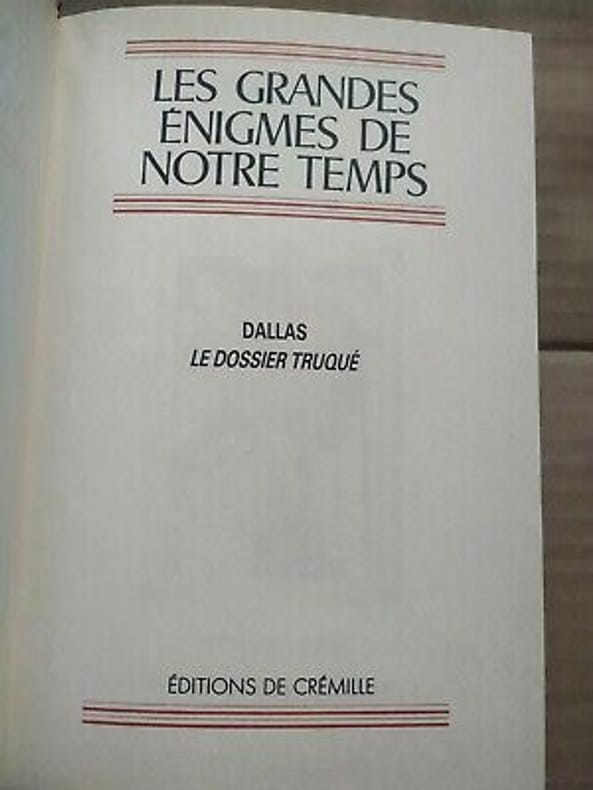 LES GRANDES
ÉNIGMES DE
NOTRE TEMPS
DALLAS
LE DOSSIER TRUQUÉ
ÉDITIONS DE CRÉMILLE